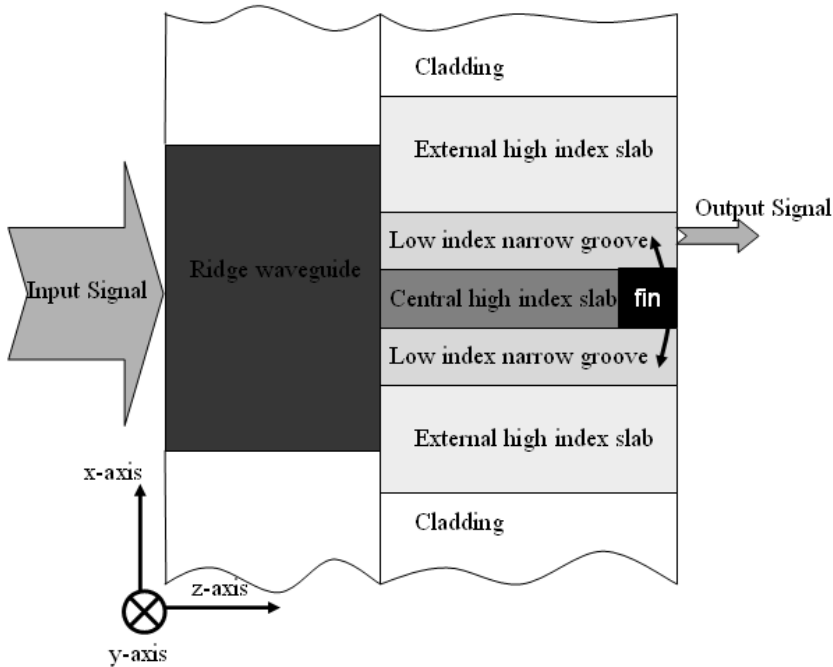 Cladding
External high index slab
Output Signal
Low index narrow groove
Ridge waveguide
Input Signal
Central high index slab
fin
Low index narrow groove
External high index slab
x-axis
Cladding
z-axis
y-axis